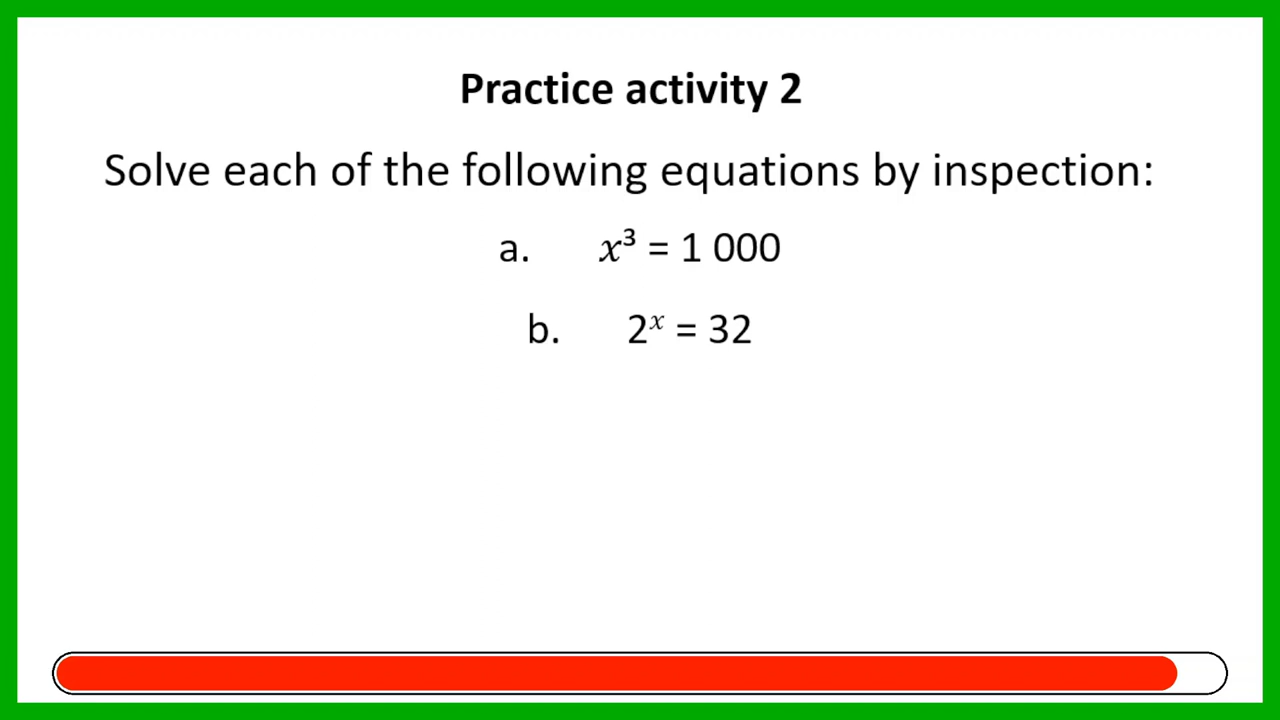 Practice activity 2
Solve each of the following equations by inspection:
a. x³ = 1 000
b. 2ˣ = 32